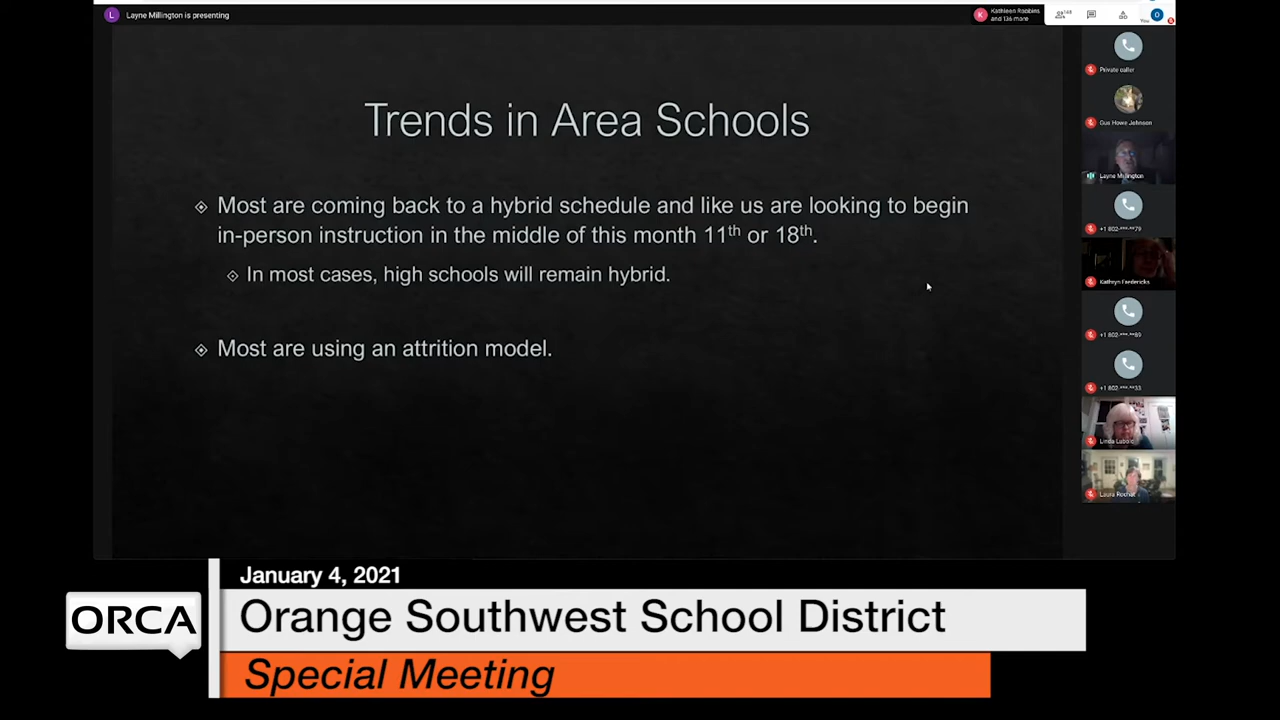 L Layne Millington is presenting
K Kathleen Robbins
and 136 more
You
Trends in Area Schools
Most are coming back to a hybrid schedule and like us are looking to begin
in-person instruction in the middle of this month 11th or 18th.
In most cases, high schools will remain hybrid.
Most are using an attrition model.
Private caller
Gus Howe Johnson
Layne Millington
+1 802-***-**79
Kathryn Faedericks
+1 802-***-**89
+1 802-***-**33
Linda Lubold
Laura Rochat
January 4, 2021
ORCA
Orange Southwest School District
Special Meeting